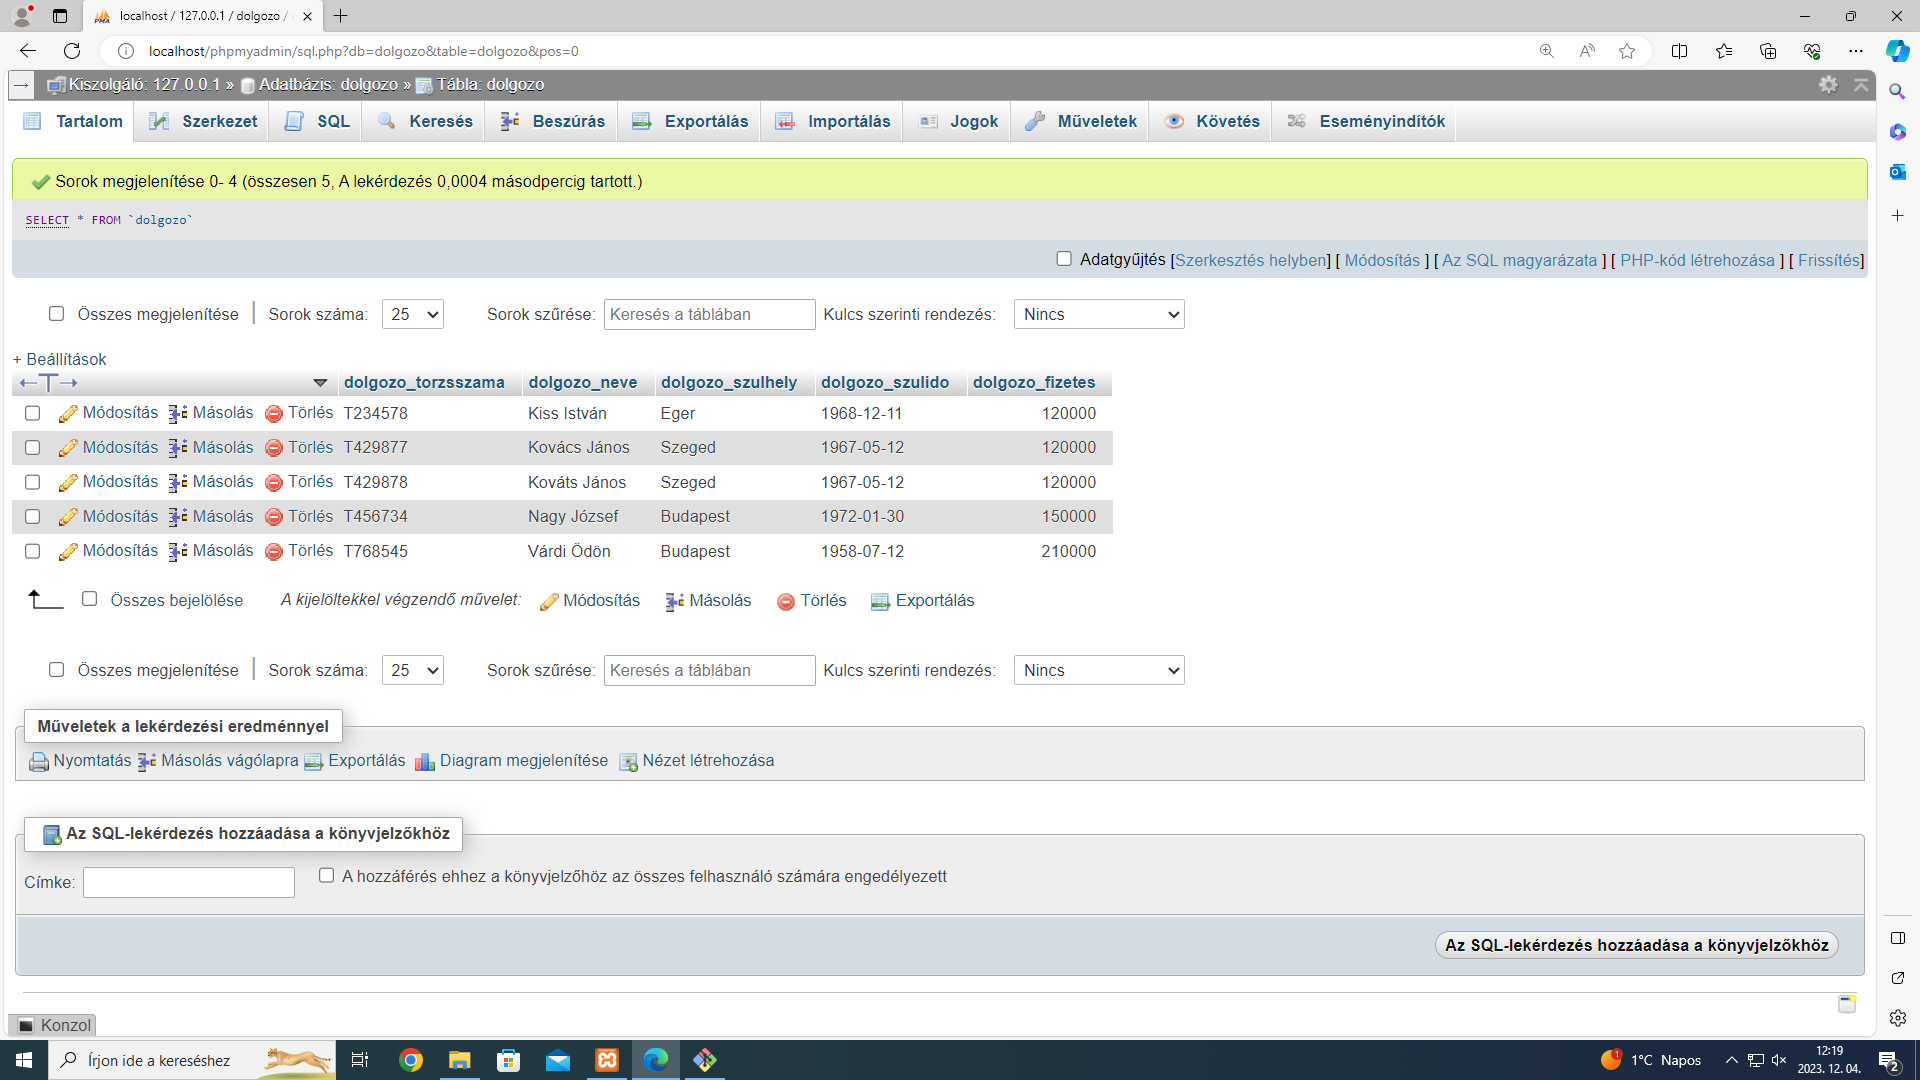 localhost / 127.0.0.1 / dolgozo /
localhost/phpmyadmin/sql.php?db=dolgozo&table=dolgozo&pos=0
Kiszolgáló: 127.0.0.1 » Adatbázis: dolgozo » Tábla: dolgozo
Tartalom Szerkezet SQL Keresés Beszúrás Exportálás Importálás Jogok Műveletek Követés Eseményindítók
Sorok megjelenítése 0- 4 (összesen 5, A lekérdezés 0,0004 másodpercig tartott.)
SELECT * FROM `dolgozo`
Adatgyűjtés [Szerkesztés helyben] [ Módosítás ] [ Az SQL magyarázata ] [ PHP-kód létrehozása ] [ Frissítés]
Összes megjelenítése | Sorok száma: 25 Sorok szűrése: Keresés a táblában Kulcs szerinti rendezés: Nincs
+ Beállítások
←T→ dolgozo_torzsszama dolgozo_neve dolgozo_szulhely dolgozo_szulido dolgozo_fizetes
Módosítás Másolás Törlés T234578 Kiss István Eger 1968-12-11 120000
Módosítás Másolás Törlés T429877 Kovács János Szeged 1967-05-12 120000
Módosítás Másolás Törlés T429878 Kováts János Szeged 1967-05-12 120000
Módosítás Másolás Törlés T456734 Nagy József Budapest 1972-01-30 150000
Módosítás Másolás Törlés T768545 Várdi Ödön Budapest 1958-07-12 210000
Összes bejelölése A kijelöltekkel végzendő művelet: Módosítás Másolás Törlés Exportálás
Összes megjelenítése | Sorok száma: 25 Sorok szűrése: Keresés a táblában Kulcs szerinti rendezés: Nincs
Műveletek a lekérdezési eredménnyel
Nyomtatás Másolás vágólapra Exportálás Diagram megjelenítése Nézet létrehozása
Az SQL-lekérdezés hozzáadása a könyvjelzőkhöz
Címke: A hozzáférés ehhez a könyvjelzőhöz az összes felhasználó számára engedélyezett
Az SQL-lekérdezés hozzáadása a könyvjelzőkhöz
Konzol
Írjon ide a kereséshez
1 1°C Napos
12:19
2023. 12. 04.
2